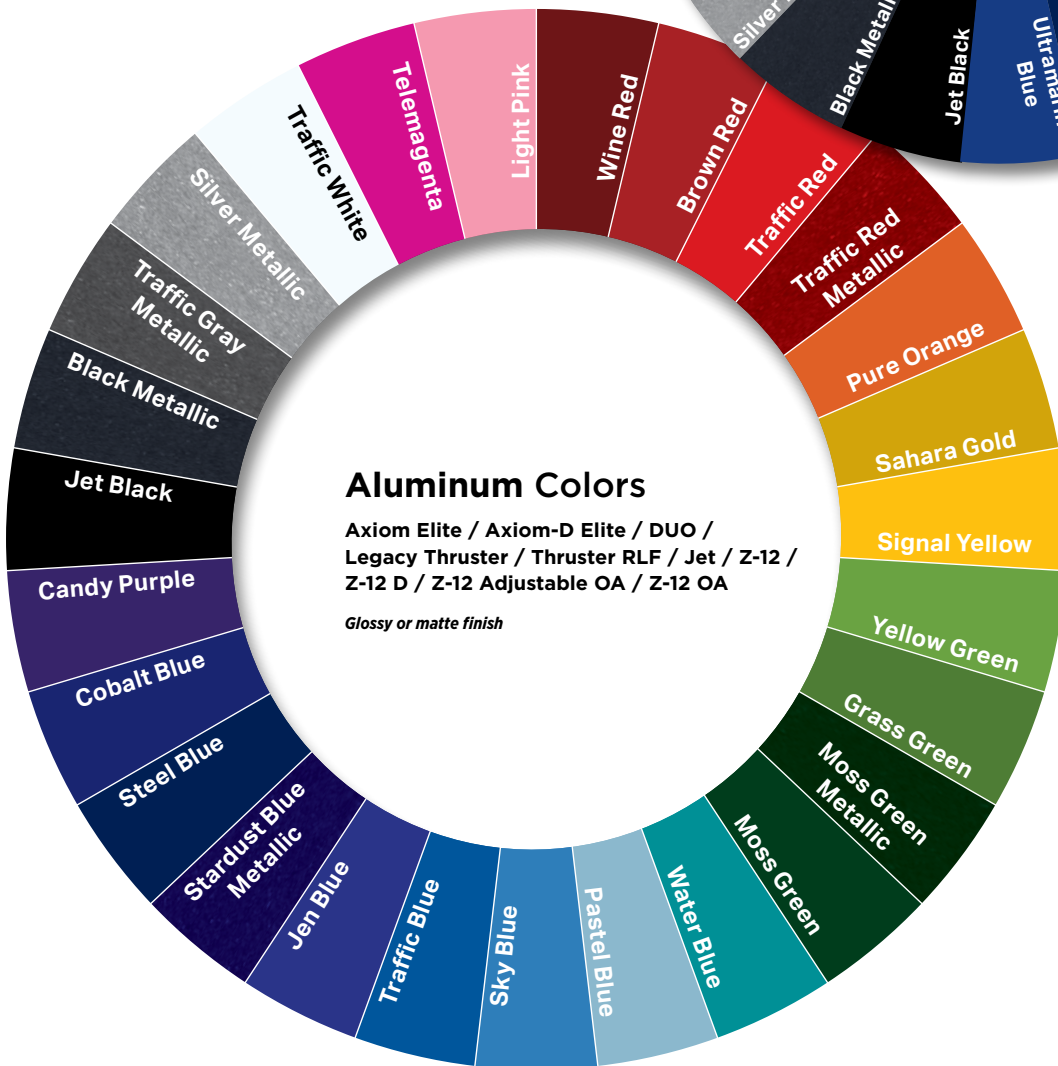 Light Pink
Wine Red
Brown Red
Traffic Red
Traffic Red
Metallic
Pure Orange
Sahara Gold
Signal Yellow
Yellow Green
Grass Green
Moss Green
Metallic
Moss Green
Water Blue
Pastel Blue
Sky Blue
Traffic Blue
Jen Blue
Stardust Blue
Metallic
Steel Blue
Cobalt Blue
Candy Purple
Jet Black
Black Metallic
Traffic Gray
Metallic
Silver Metallic
Traffic White
Telemagenta
Aluminum Colors
Axiom Elite / Axiom-D Elite / DUO /
Legacy Thruster / Thruster RLF / Jet / Z-12 /
Z-12 D / Z-12 Adjustable OA / Z-12 OA
Glossy or matte finish
Silver
Black
Jet Black
Blue